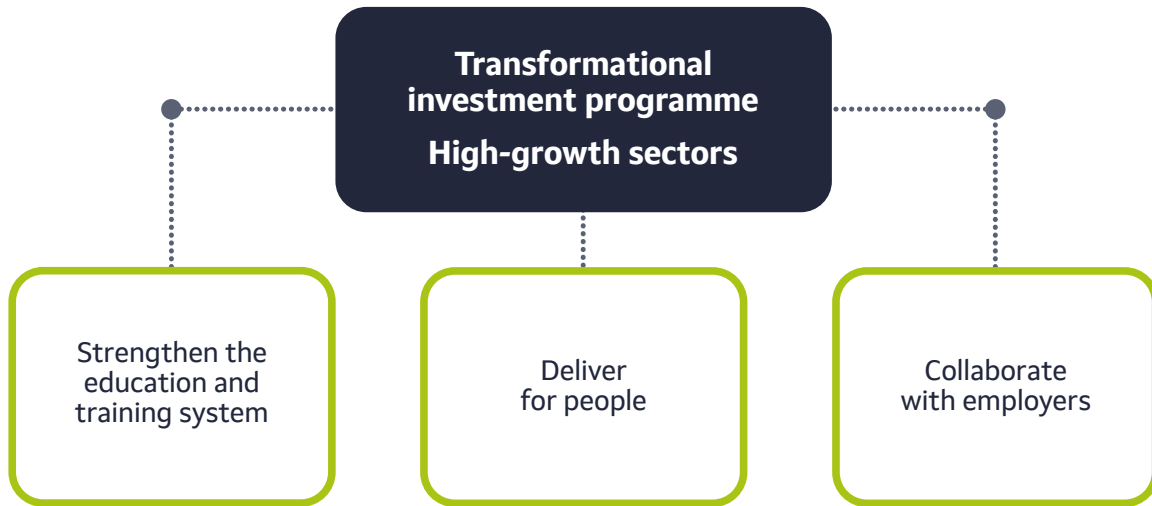 Transformational
investment programme
High-growth sectors
Strengthen the
education and
training system
Deliver
for people
Collaborate
with employers